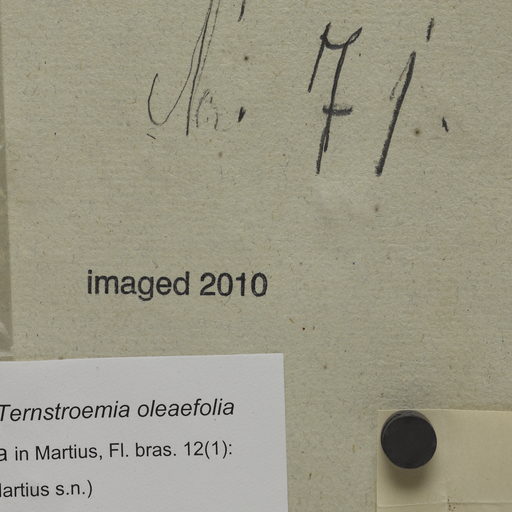 No. 71.
imaged 2010
Ternstroemia oleaefolia
a in Martius, Fl. bras. 12(1):
Martius s.n.)